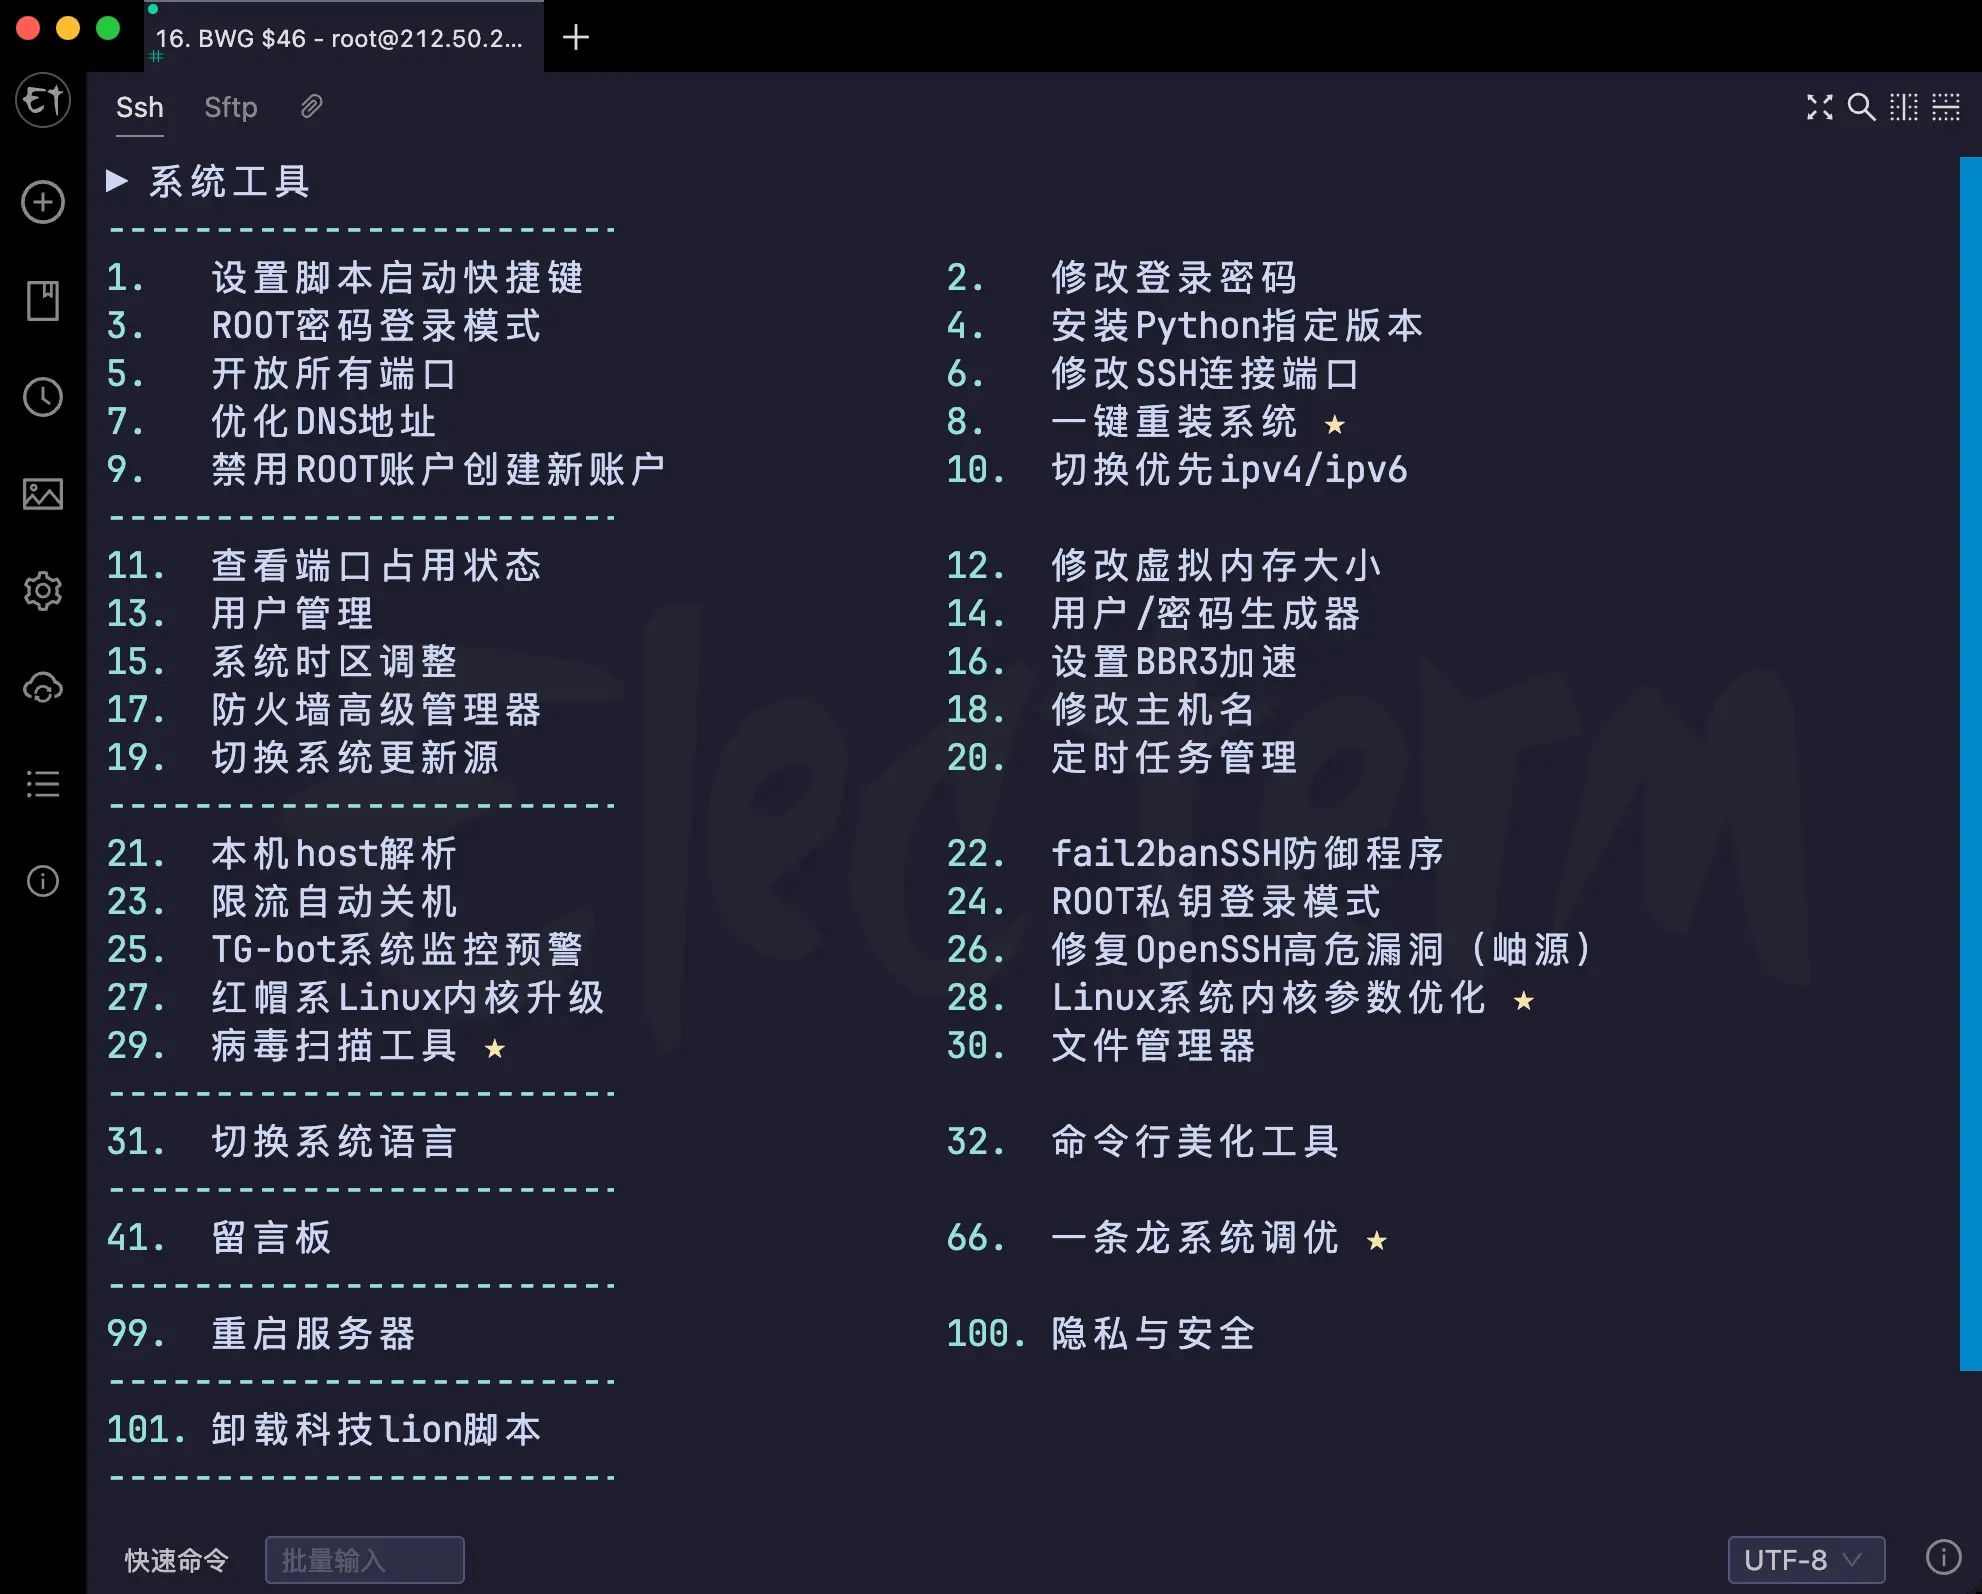 16. BWG $46 - root@212.50.2...
Ssh Sftp
▶ 系统工具
------------------------
1. 设置脚本启动快捷键 2. 修改登录密码
3. ROOT密码登录模式 4. 安装Python指定版本
5. 开放所有端口 6. 修改SSH连接端口
7. 优化DNS地址 8. 一键重装系统 ★
9. 禁用ROOT账户创建新账户 10. 切换优先ipv4/ipv6
------------------------
11. 查看端口占用状态 12. 修改虚拟内存大小
13. 用户管理 14. 用户/密码生成器
15. 系统时区调整 16. 设置BBR3加速
17. 防火墙高级管理器 18. 修改主机名
19. 切换系统更新源 20. 定时任务管理
------------------------
21. 本机host解析 22. fail2banSSH防御程序
23. 限流自动关机 24. ROOT私钥登录模式
25. TG-bot系统监控预警 26. 修复OpenSSH高危漏洞（岫源）
27. 红帽系Linux内核升级 28. Linux系统内核参数优化 ★
29. 病毒扫描工具 ★ 30. 文件管理器
------------------------
31. 切换系统语言 32. 命令行美化工具
------------------------
41. 留言板 66. 一条龙系统调优 ★
------------------------
99. 重启服务器 100. 隐私与安全
------------------------
101. 卸载科技lion脚本
------------------------
快速命令 批量输入 UTF-8
ElecTerm